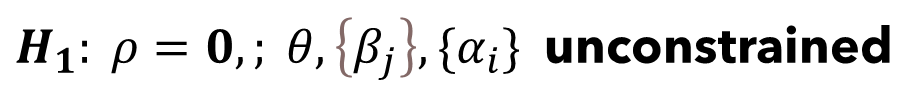 H₁: ρ = 0,; θ, {βⱼ}, {αᵢ} unconstrained